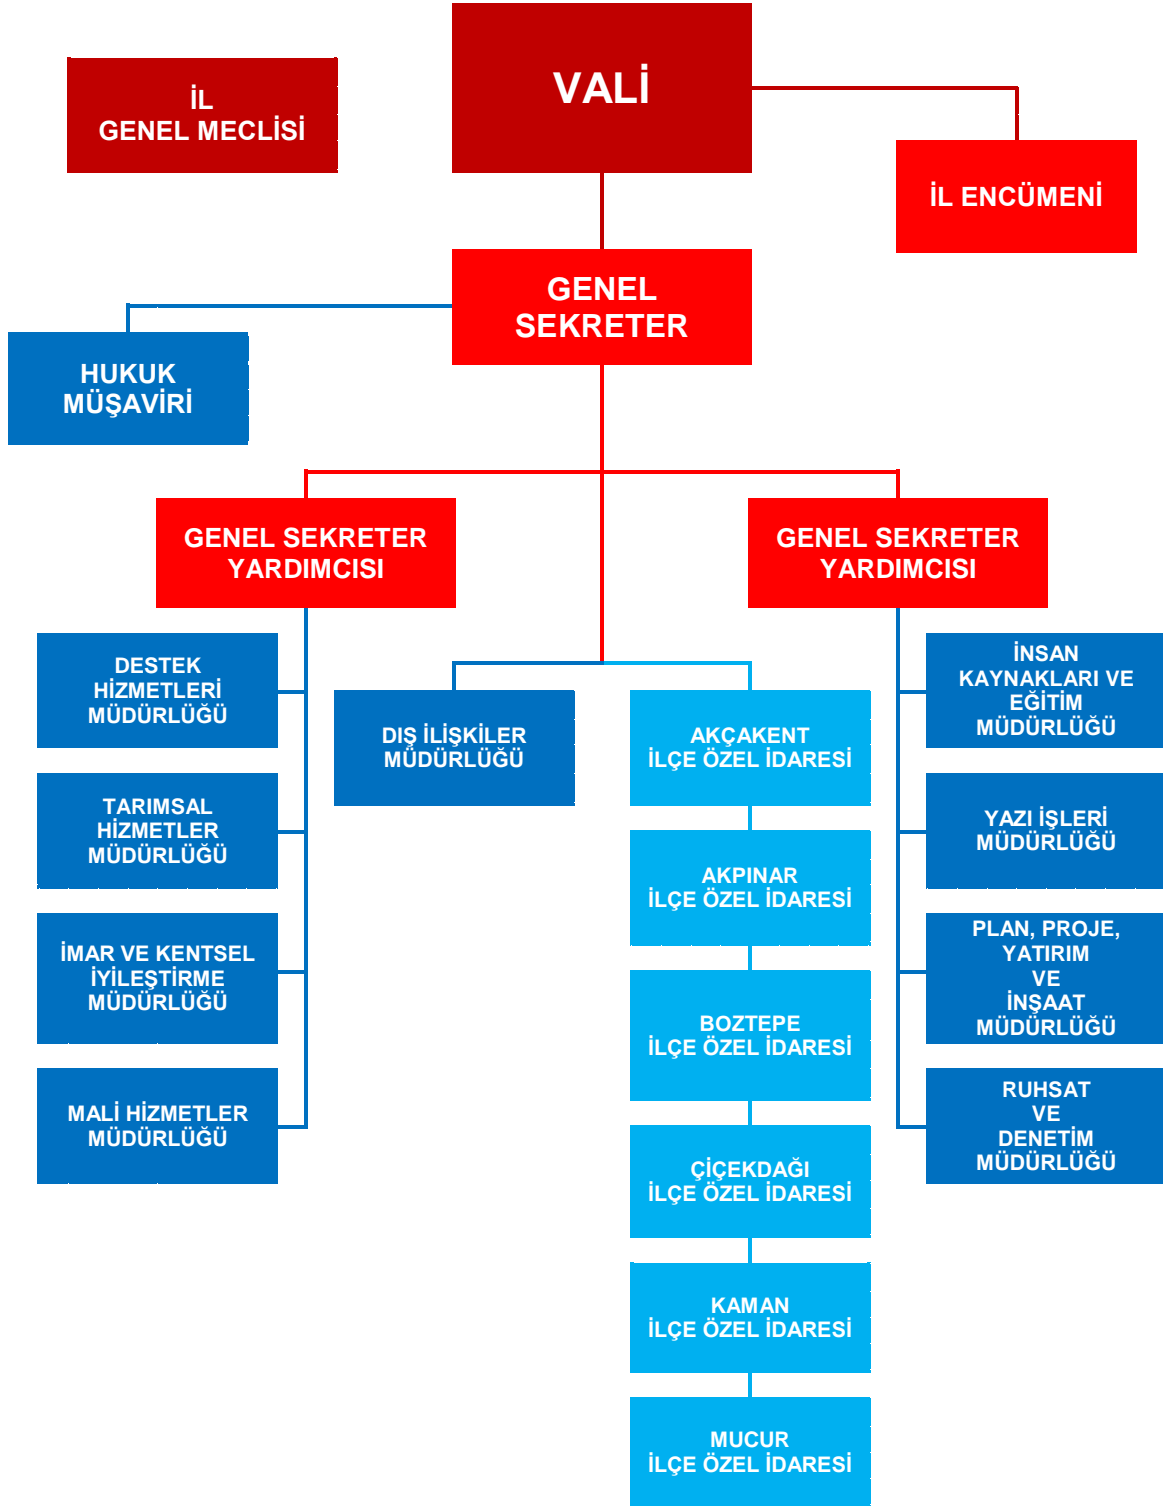 VALİ
İL
GENEL MECLİSİ
İL ENCÜMENİ
GENEL
SEKRETER
HUKUK
MÜŞAVİRİ
GENEL SEKRETER
YARDIMCISI
GENEL SEKRETER
YARDIMCISI
DESTEK
HİZMETLERİ
MÜDÜRLÜĞÜ
TARIMSAL
HİZMETLER
MÜDÜRLÜĞÜ
İMAR VE KENTSEL
İYİLEŞTİRME
MÜDÜRLÜĞÜ
MALİ HİZMETLER
MÜDÜRLÜĞÜ
DIŞ İLİŞKİLER
MÜDÜRLÜĞÜ
AKÇAKENT
İLÇE ÖZEL İDARESİ
AKPINAR
İLÇE ÖZEL İDARESİ
BOZTEPE
İLÇE ÖZEL İDARESİ
ÇİÇEKDAĞI
İLÇE ÖZEL İDARESİ
KAMAN
İLÇE ÖZEL İDARESİ
MUCUR
İLÇE ÖZEL İDARESİ
İNSAN
KAYNAKLARI VE
EĞİTİM
MÜDÜRLÜĞÜ
YAZI İŞLERİ
MÜDÜRLÜĞÜ
PLAN, PROJE,
YATIRIM
VE
İNŞAAT
MÜDÜRLÜĞÜ
RUHSAT
VE
DENETİM
MÜDÜRLÜĞÜ